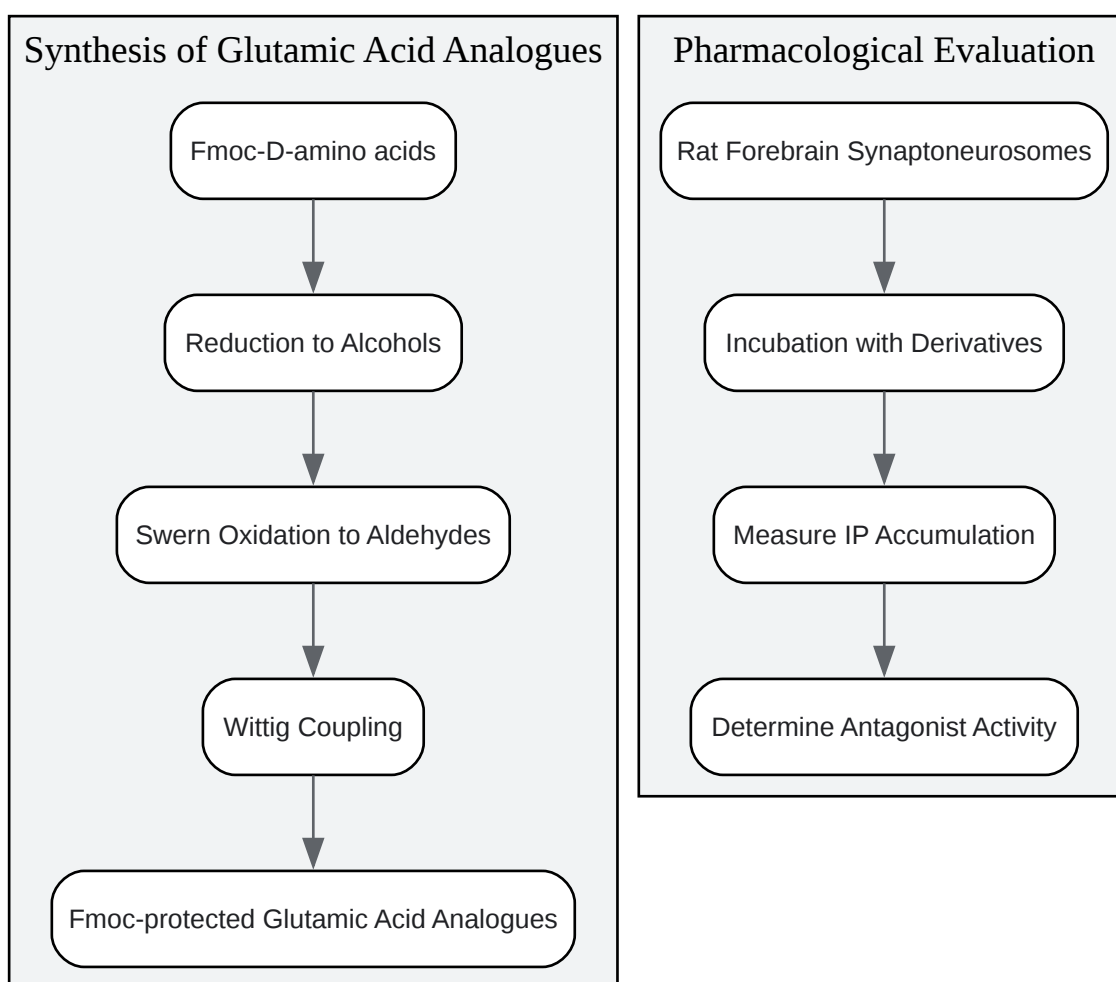 Synthesis of Glutamic Acid Analogues
Fmoc-D-amino acids
Reduction to Alcohols
Swern Oxidation to Aldehydes
Wittig Coupling
Fmoc-protected Glutamic Acid Analogues
Pharmacological Evaluation
Rat Forebrain Synaptoneurosomes
Incubation with Derivatives
Measure IP Accumulation
Determine Antagonist Activity